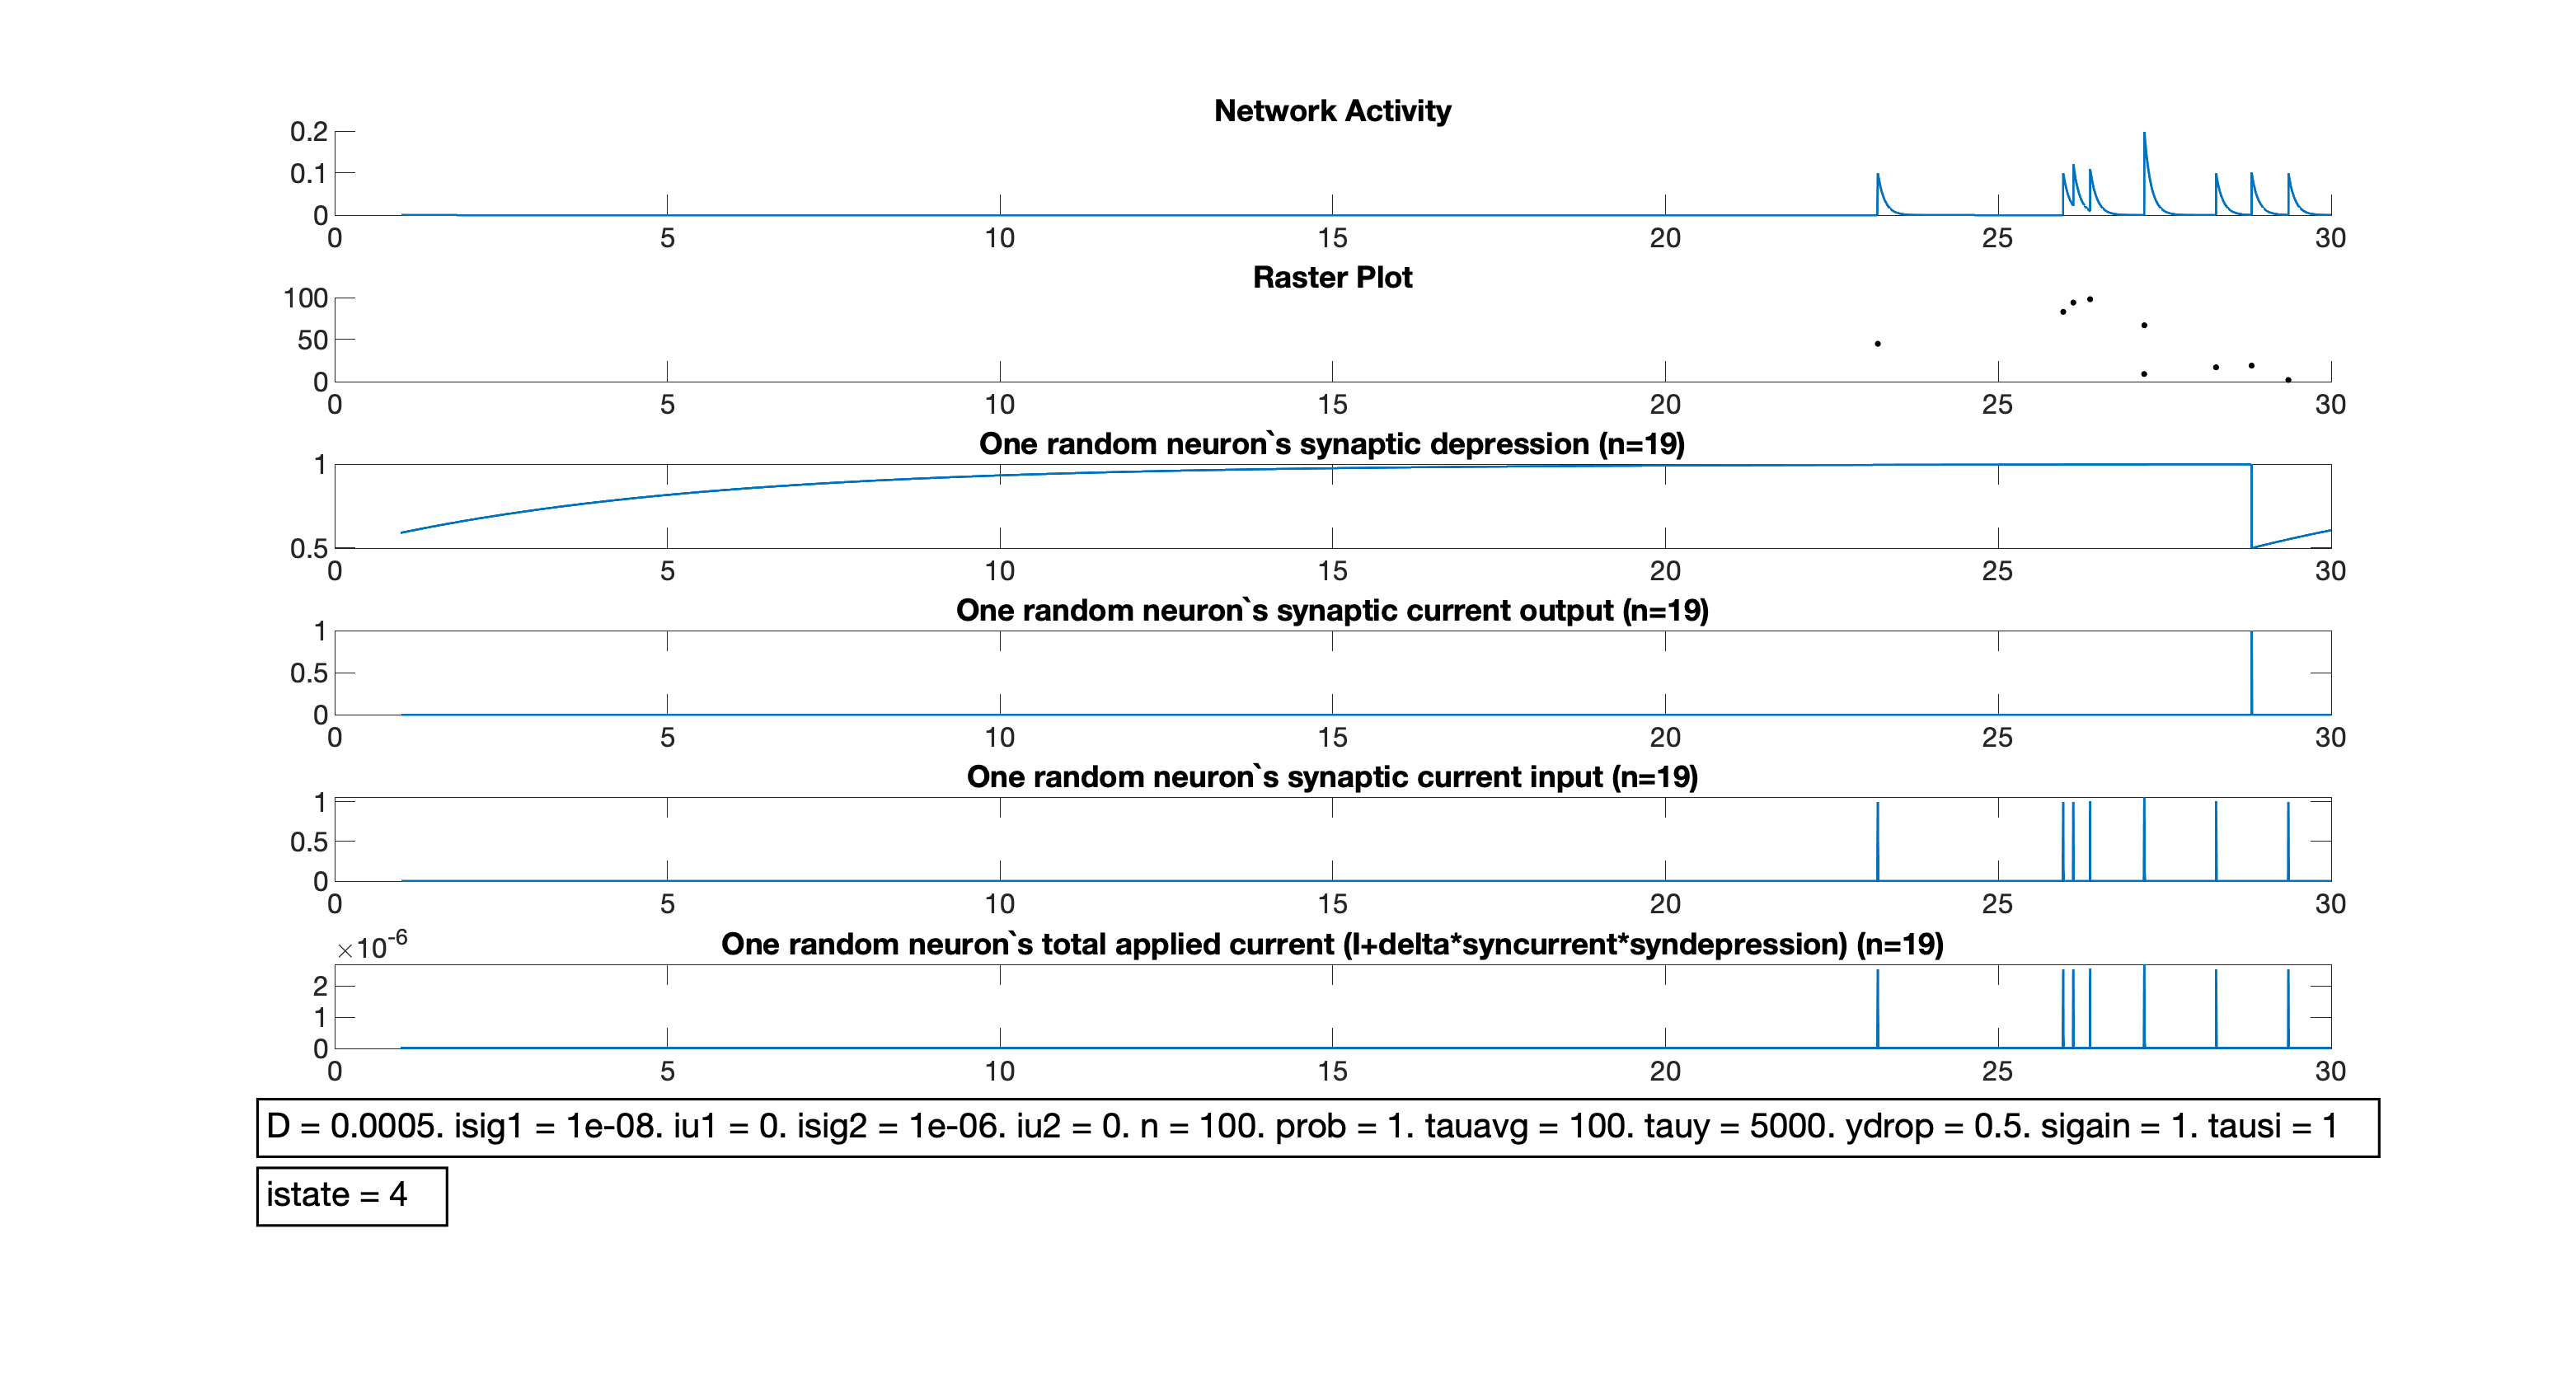 Network Activity
0.2
0.1
0
0 5 10 15 20 25 30
Raster Plot
100
50
0
0 5 10 15 20 25 30
One random neuron`s synaptic depression (n=19)
1
0.5
0 5 10 15 20 25 30
One random neuron`s synaptic current output (n=19)
1
0.5
0
0 5 10 15 20 25 30
One random neuron`s synaptic current input (n=19)
1
0.5
0
0 5 10 15 20 25 30
One random neuron`s total applied current (I+delta*syncurrent*syndepression) (n=19)
×10⁻⁶
2
1
0
0 5 10 15 20 25 30
D = 0.0005. isig1 = 1e-08. iu1 = 0. isig2 = 1e-06. iu2 = 0. n = 100. prob = 1. tauavg = 100. tauy = 5000. ydrop = 0.5. sigain = 1. tausi = 1
istate = 4